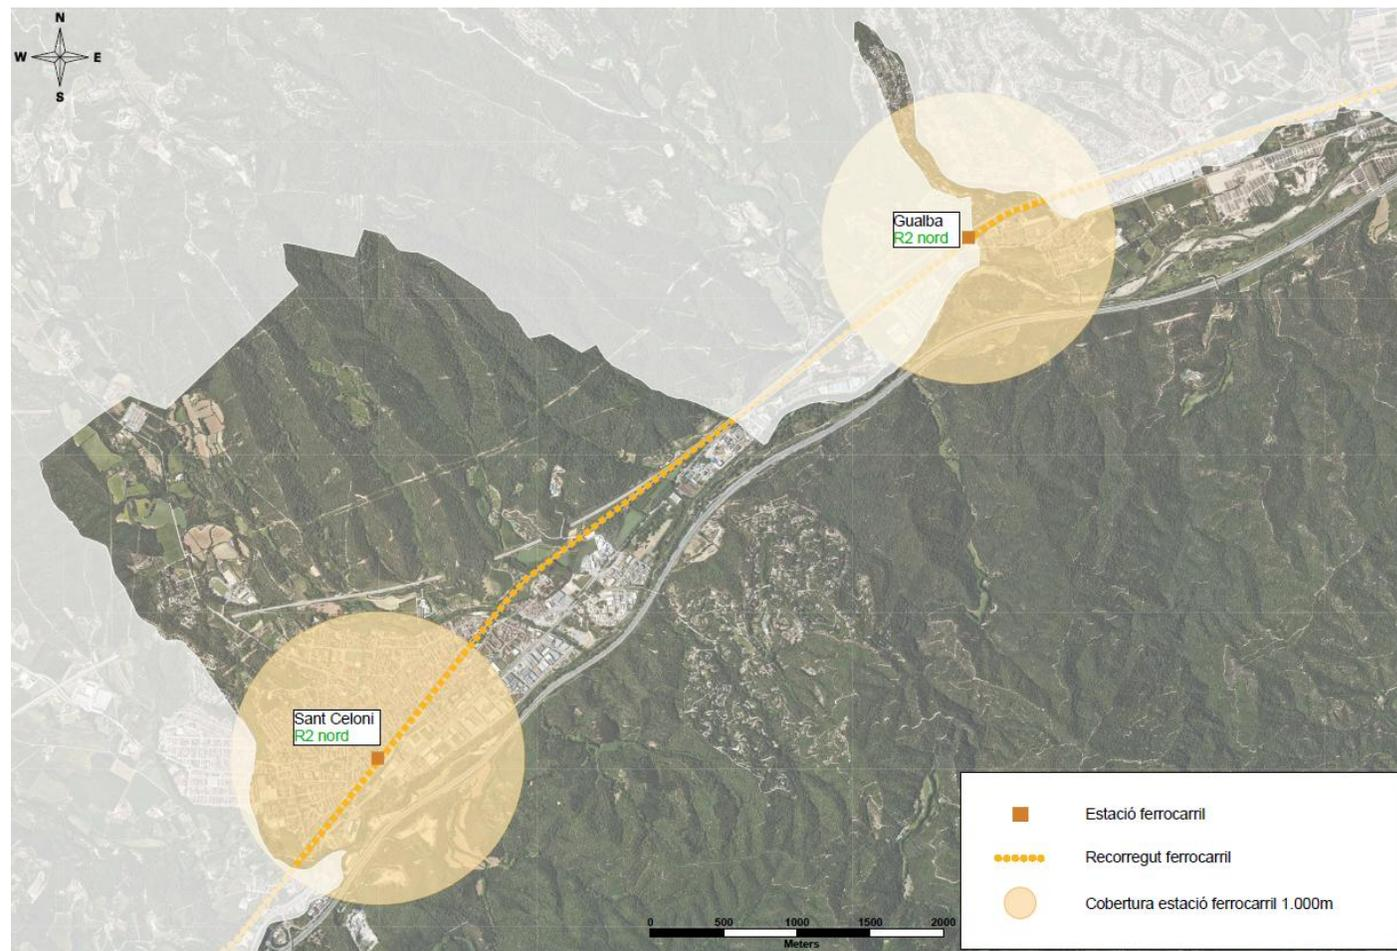 N
W E
S
Gualba
R2 nord
Sant Celoni
R2 nord
Estació ferrocarril
Recorregut ferrocarril
Cobertura estació ferrocarril 1.000m
0 500 1000 1500 2000
Meters